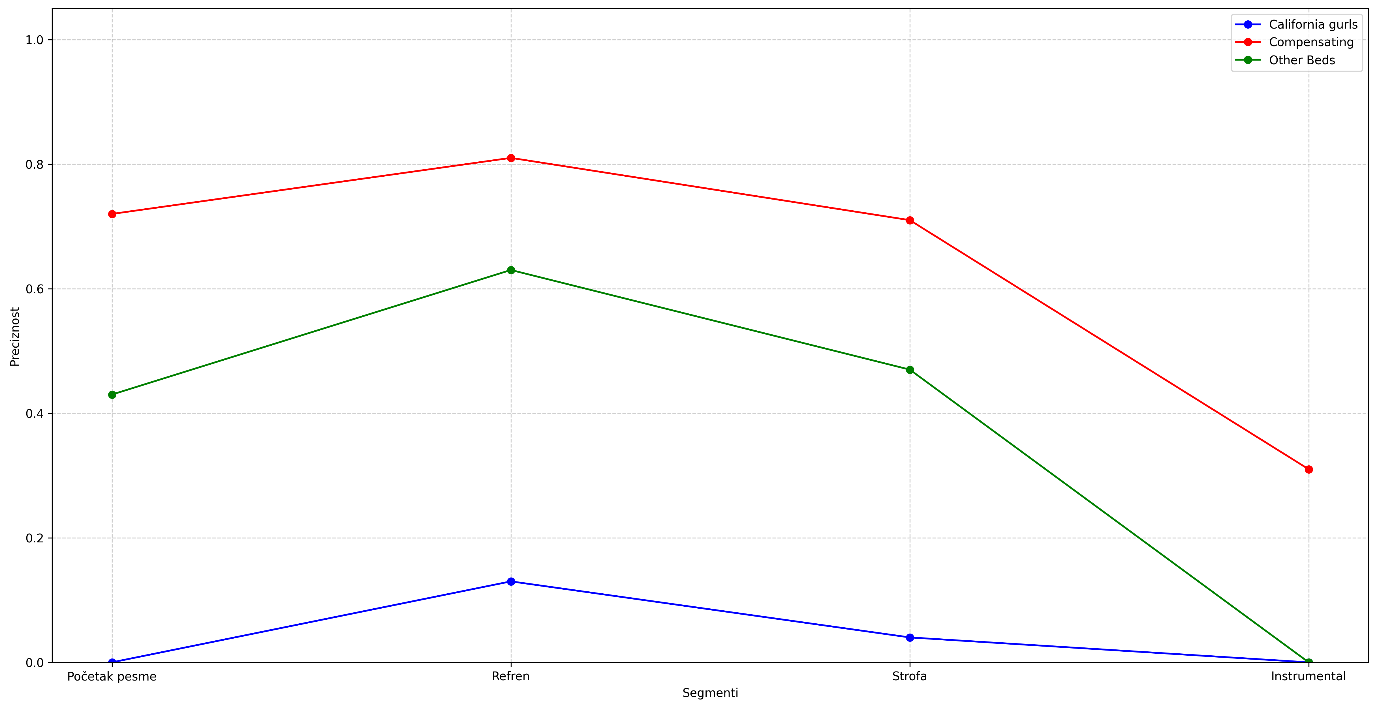 California gurls
Compensating
Other Beds
1.0
0.8
0.6
0.4
0.2
0.0
Preciznost
Početak pesme
Refren
Strofa
Instrumental
Segmenti